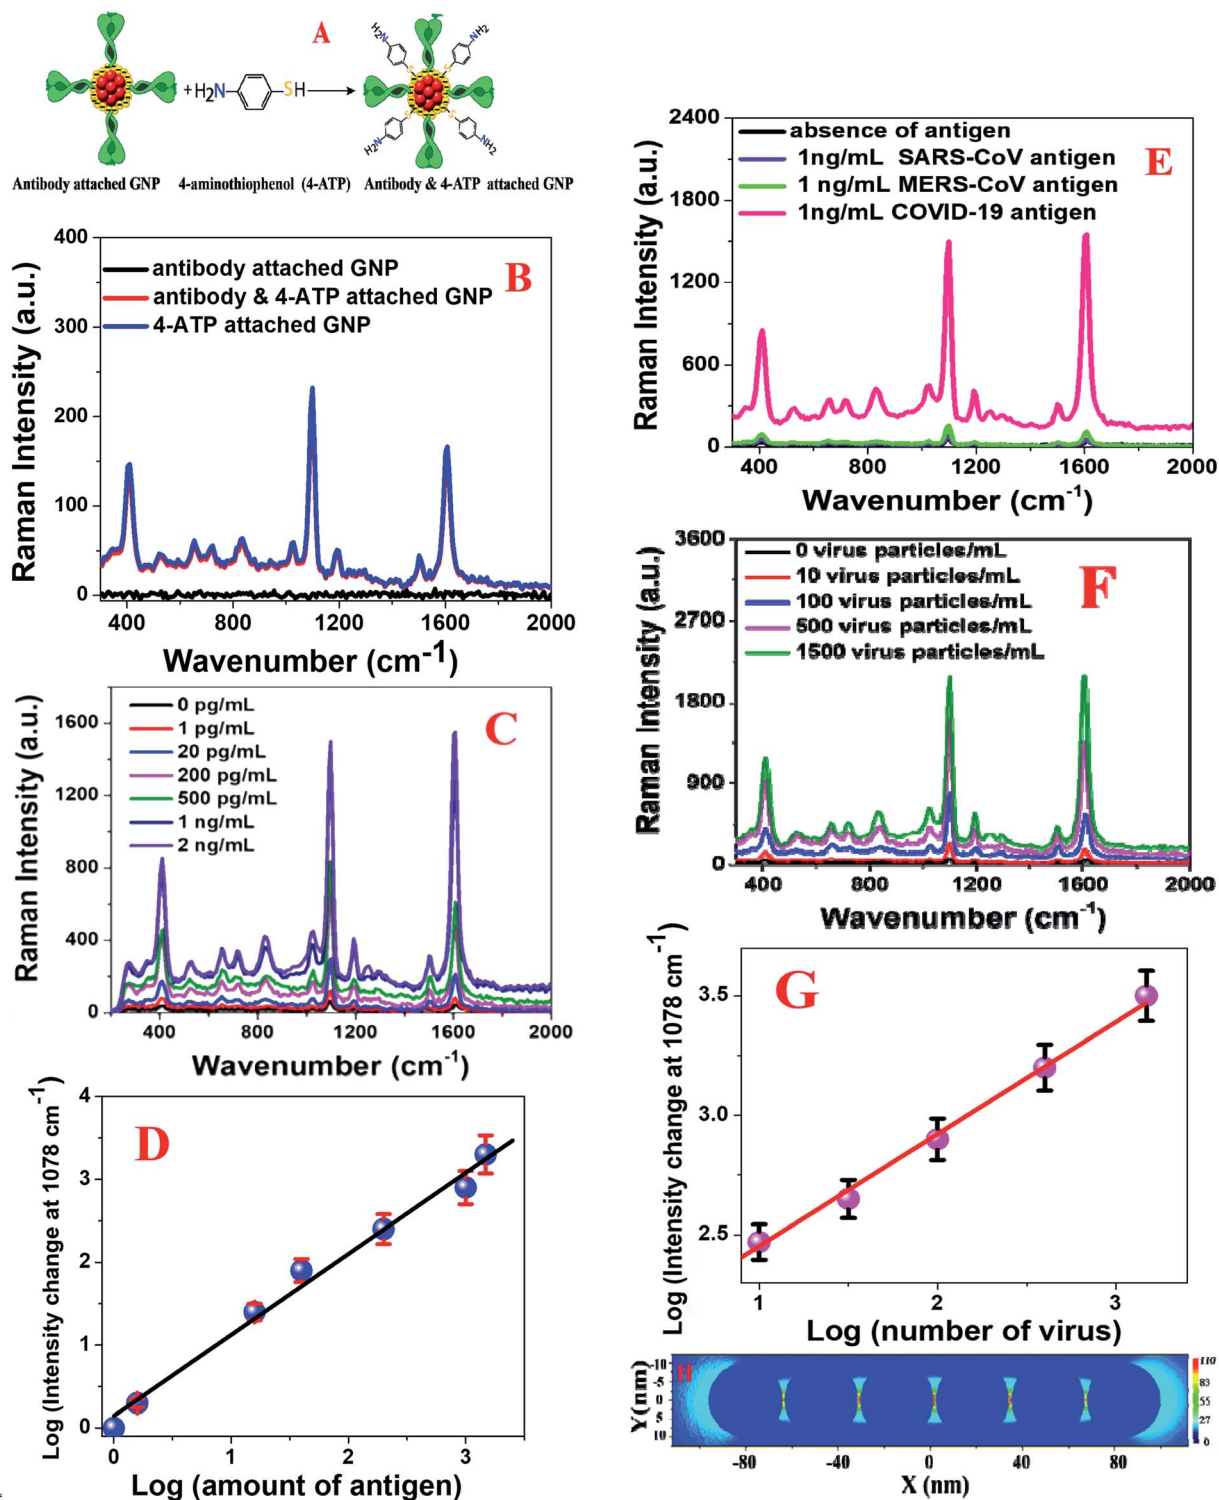 A
H₂N
NH₂
+H₂N
SH
S
S
S
S
H₂N
NH₂
Antibody attached GNP
4-aminothiophenol (4-ATP)
Antibody & 4-ATP attached GNP
400
300
200
100
0
Raman Intensity (a.u.)
antibody attached GNP
antibody & 4-ATP attached GNP
4-ATP attached GNP
B
400
800
1200
1600
2000
Wavenumber (cm⁻¹)
1600
1200
800
400
0
Raman Intensity (a.u.)
0 pg/mL
1 pg/mL
20 pg/mL
200 pg/mL
500 pg/mL
1 ng/mL
2 ng/mL
C
400
800
1200
1600
2000
Wavenumber (cm⁻¹)
4
3
2
1
0
Log (Intensity change at 1078 cm⁻¹)
D
0
1
2
3
Log (amount of antigen)
2400
1800
1200
600
0
Raman Intensity (a.u.)
absence of antigen
1ng/mL SARS-CoV antigen
1 ng/mL MERS-CoV antigen
1ng/mL COVID-19 antigen
E
400
800
1200
1600
2000
Wavenumber (cm⁻¹)
3600
2700
1800
900
0
Raman Intensity (a.u.)
0 virus particles/mL
10 virus particles/mL
100 virus particles/mL
500 virus particles/mL
1500 virus particles/mL
F
400
800
1200
1600
2000
Wavenumber (cm⁻¹)
3.5
3.0
2.5
Log (Intensity change at 1078 cm⁻¹)
G
1
2
3
Log (number of virus)
H
-10
-5
0
5
10
Y(nm)
110
83
55
27
0
-80
-40
0
40
80
X (nm)